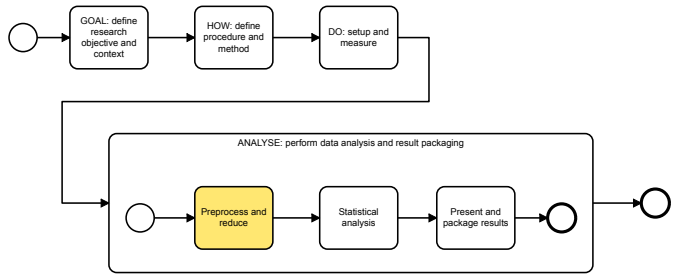 GOAL: define
research
objective and
context
HOW: define
procedure and
method
DO: setup and
measure
ANALYSE: perform data analysis and result packaging
Preprocess and
reduce
Statistical
analysis
Present and
package results